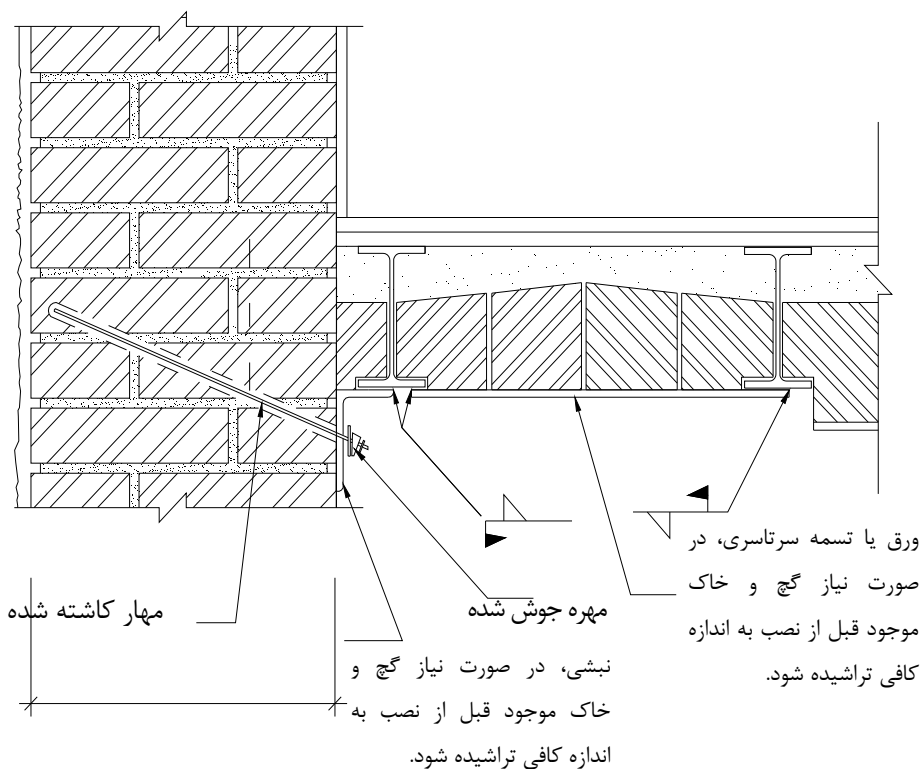 ورق یا تسمه سرتاسری، در
صورت نیاز گچ و خاک
موجود قبل از نصب به اندازه
کافی تراشیده شود.
مهره جوش شده
مهار کاشته شده
نبشی، در صورت نیاز گچ و
خاک موجود قبل از نصب به
اندازه کافی تراشیده شود.